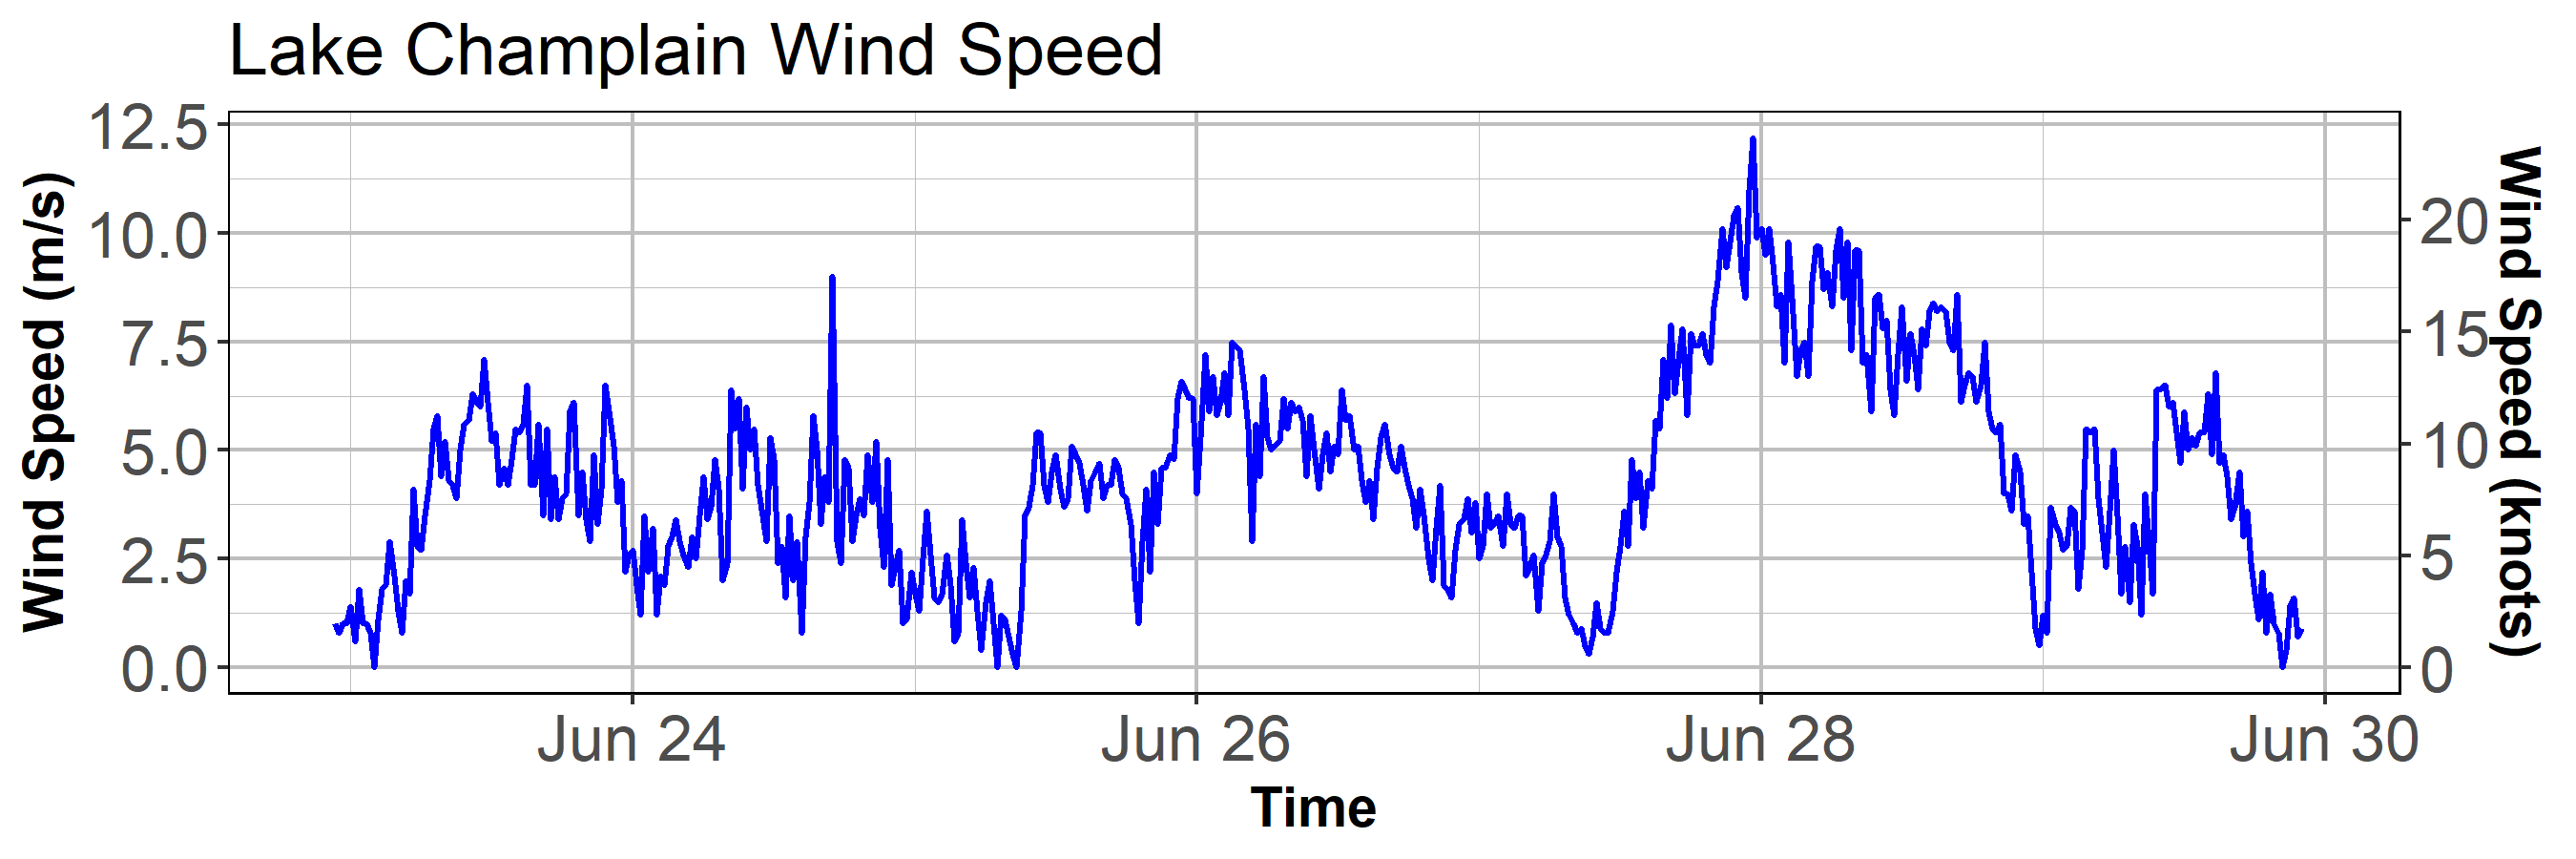 Lake Champlain Wind Speed
Wind Speed (m/s)
12.5
10.0
7.5
5.0
2.5
0.0
20
15
10
5
0
Wind Speed (knots)
Jun 24
Jun 26
Jun 28
Jun 30
Time